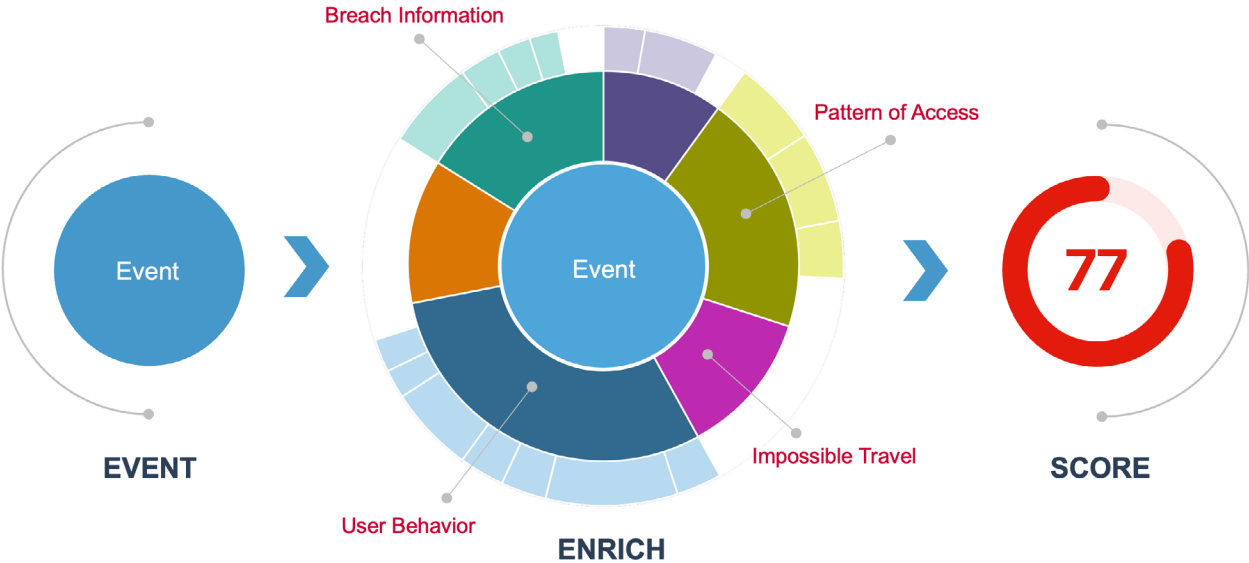 Breach Information
Pattern of Access
Event
Event
77
Impossible Travel
User Behavior
EVENT
ENRICH
SCORE